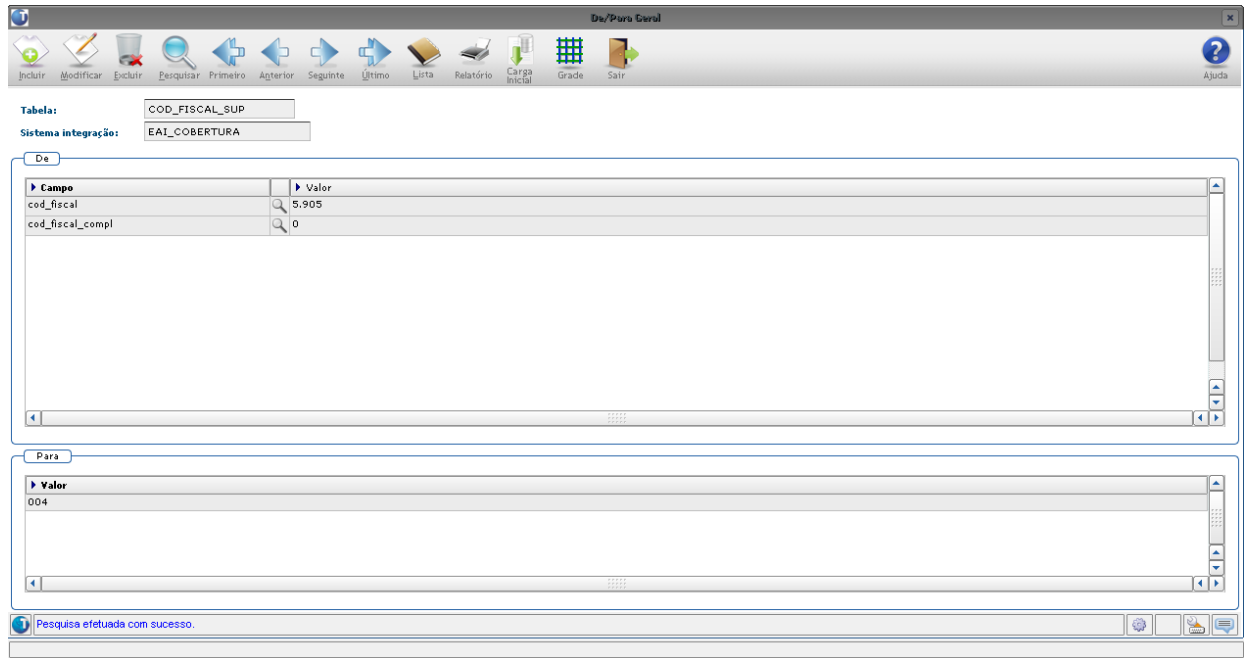 De/Para Geral
Incluir Modificar Excluir Pesquisar Primeiro Anterior Seguinte Último Lista Relatório Carga Inicial Grade Sair Ajuda
Tabela: COD_FISCAL_SUP
Sistema integração: EAI_COBERTURA
De
Campo Valor
cod_fiscal 5.905
cod_fiscal_compl 0
Para
Valor
004
Pesquisa efetuada com sucesso.